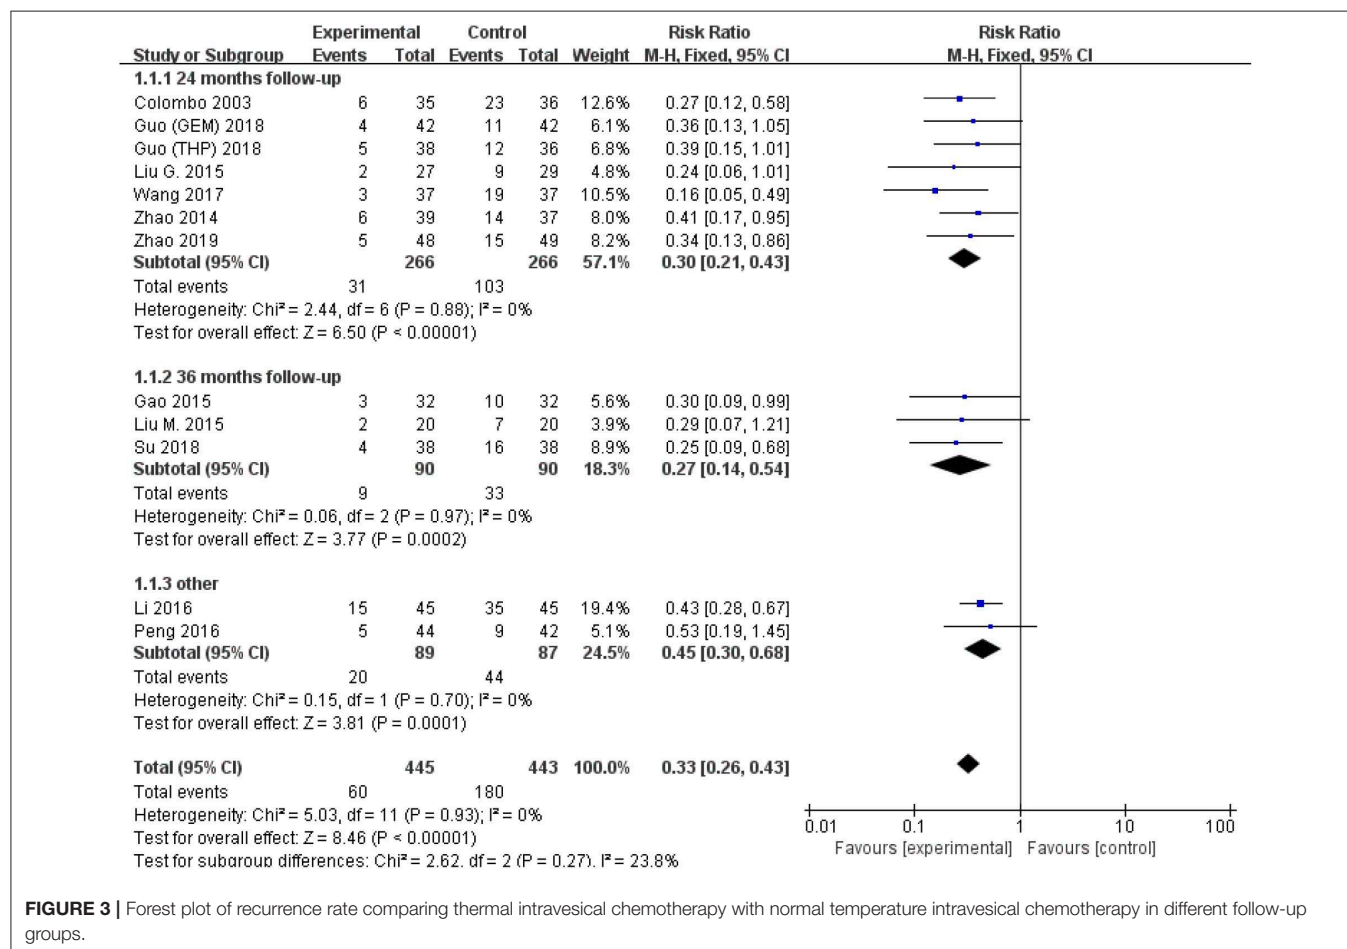 Experimental Control Risk Ratio Risk Ratio
Study or Subgroup Events Total Events Total Weight M-H, Fixed, 95% CI M-H, Fixed, 95% CI
1.1.1 24 months follow-up
Colombo 2003 6 35 23 36 12.6% 0.27 [0.12, 0.58]
Guo (GEM) 2018 4 42 11 42 6.1% 0.36 [0.13, 1.05]
Guo (THP) 2018 5 38 12 36 6.8% 0.39 [0.15, 1.01]
Liu G. 2015 2 27 9 29 4.8% 0.24 [0.06, 1.01]
Wang 2017 3 37 19 37 10.5% 0.16 [0.05, 0.49]
Zhao 2014 6 39 14 37 8.0% 0.41 [0.17, 0.95]
Zhao 2019 5 48 15 49 8.2% 0.34 [0.13, 0.86]
Subtotal (95% CI) 266 266 57.1% 0.30 [0.21, 0.43]
Total events 31 103
Heterogeneity: Chi² = 2.44, df = 6 (P = 0.88); I² = 0%
Test for overall effect: Z = 6.50 (P < 0.00001)
1.1.2 36 months follow-up
Gao 2015 3 32 10 32 5.6% 0.30 [0.09, 0.99]
Liu M. 2015 2 20 7 20 3.9% 0.29 [0.07, 1.21]
Su 2018 4 38 16 38 8.9% 0.25 [0.09, 0.68]
Subtotal (95% CI) 90 90 18.3% 0.27 [0.14, 0.54]
Total events 9 33
Heterogeneity: Chi² = 0.06, df = 2 (P = 0.97); I² = 0%
Test for overall effect: Z = 3.77 (P = 0.0002)
1.1.3 other
Li 2016 15 45 35 45 19.4% 0.43 [0.28, 0.67]
Peng 2016 5 44 9 42 5.1% 0.53 [0.19, 1.45]
Subtotal (95% CI) 89 87 24.5% 0.45 [0.30, 0.68]
Total events 20 44
Heterogeneity: Chi² = 0.15, df = 1 (P = 0.70); I² = 0%
Test for overall effect: Z = 3.81 (P = 0.0001)
Total (95% CI) 445 443 100.0% 0.33 [0.26, 0.43]
Total events 60 180
Heterogeneity: Chi² = 5.03, df = 11 (P = 0.93); I² = 0%
Test for overall effect: Z = 8.46 (P < 0.00001)
Test for subgroup differences: Chi² = 2.62, df = 2 (P = 0.27), I² = 23.8%
0.01 0.1 1 10 100
Favours [experimental] Favours [control]
FIGURE 3 | Forest plot of recurrence rate comparing thermal intravesical chemotherapy with normal temperature intravesical chemotherapy in different follow-up
groups.